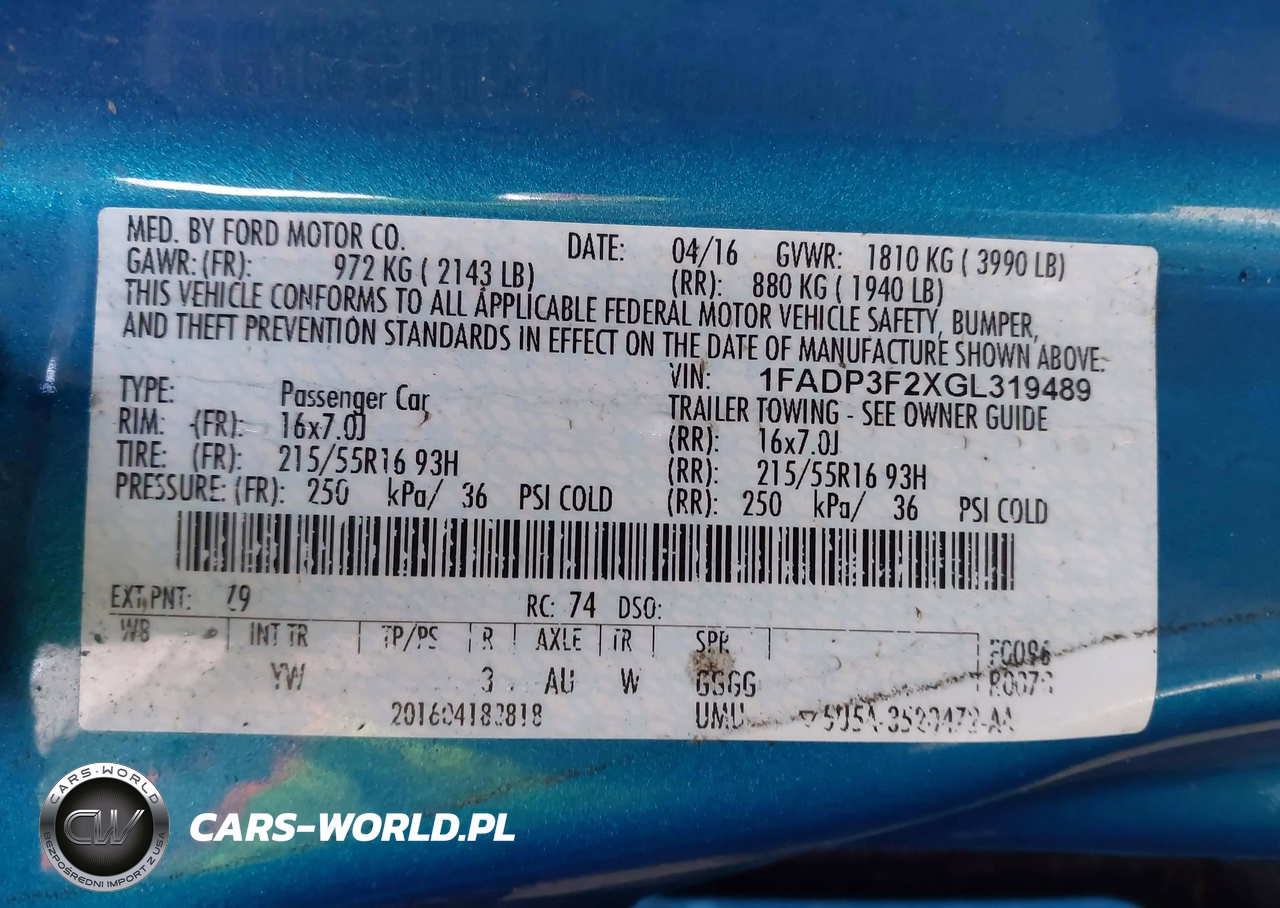 MFD. BY FORD MOTOR CO. DATE: 04/16 GVWR: 1810 KG ( 3990 LB)
GAWR: (FR): 972 KG ( 2143 LB) (RR): 880 KG ( 1940 LB)
THIS VEHICLE CONFORMS TO ALL APPLICABLE FEDERAL MOTOR VEHICLE SAFETY, BUMPER,
AND THEFT PREVENTION STANDARDS IN EFFECT ON THE DATE OF MANUFACTURE SHOWN ABOVE.
VIN: 1FADP3F2XGL319489
TYPE: Passenger Car TRAILER TOWING - SEE OWNER GUIDE
RIM: (FR): 16x7.0J (RR): 16x7.0J
TIRE: (FR): 215/55R16 93H (RR): 215/55R16 93H
PRESSURE: (FR): 250 kPa/ 36 PSI COLD (RR): 250 kPa/ 36 PSI COLD
EXT PNT: RC: 74 DSO:
WB INT TR TP/PS R AXLE TR SPR
YW 3 AU W GGGG
UMU
CARS-WORLD
CW
BEZPOŚREDNI IMPORT Z USA
CARS-WORLD.PL